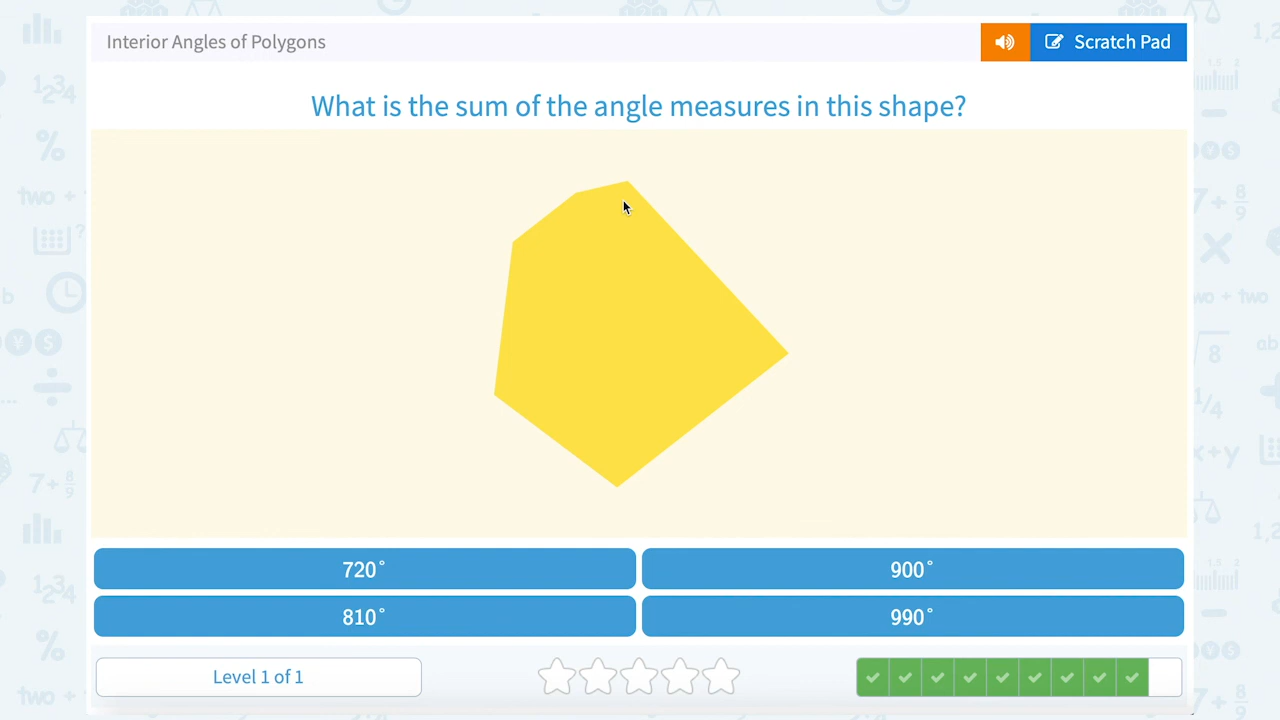 Interior Angles of Polygons
Scratch Pad
What is the sum of the angle measures in this shape?
720°
900°
810°
990°
Level 1 of 1